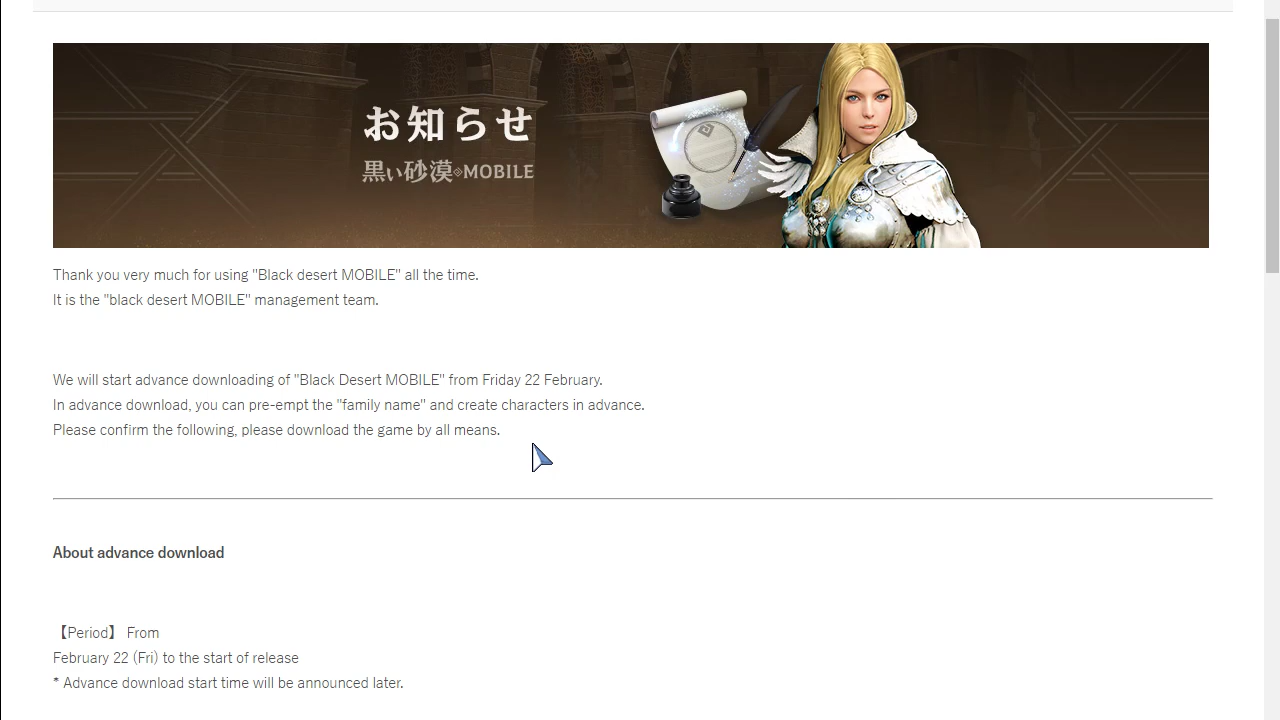 お知らせ
黒い砂漠MOBILE
Thank you very much for using "Black desert MOBILE" all the time.
It is the "black desert MOBILE" management team.
We will start advance downloading of "Black Desert MOBILE" from Friday 22 February.
In advance download, you can pre-empt the "family name" and create characters in advance.
Please confirm the following, please download the game by all means.
About advance download
【Period】 From
February 22 (Fri) to the start of release
* Advance download start time will be announced later.